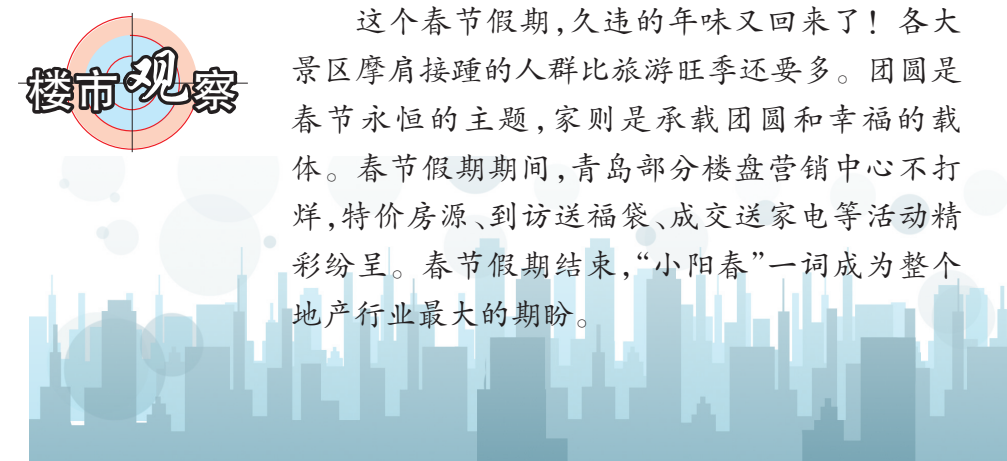 楼市观察
这个春节假期,久违的年味又回来了！各大
景区摩肩接踵的人群比旅游旺季还要多。团圆是
春节永恒的主题,家则是承载团圆和幸福的载
体。春节假期期间,青岛部分楼盘营销中心不打
烊,特价房源、到访送福袋、成交送家电等活动精
彩纷呈。春节假期结束,“小阳春”一词成为整个
地产行业最大的期盼。